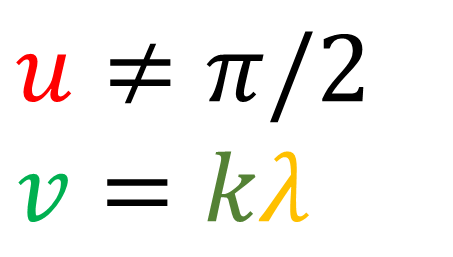 u ≠ π/2
v = kλ